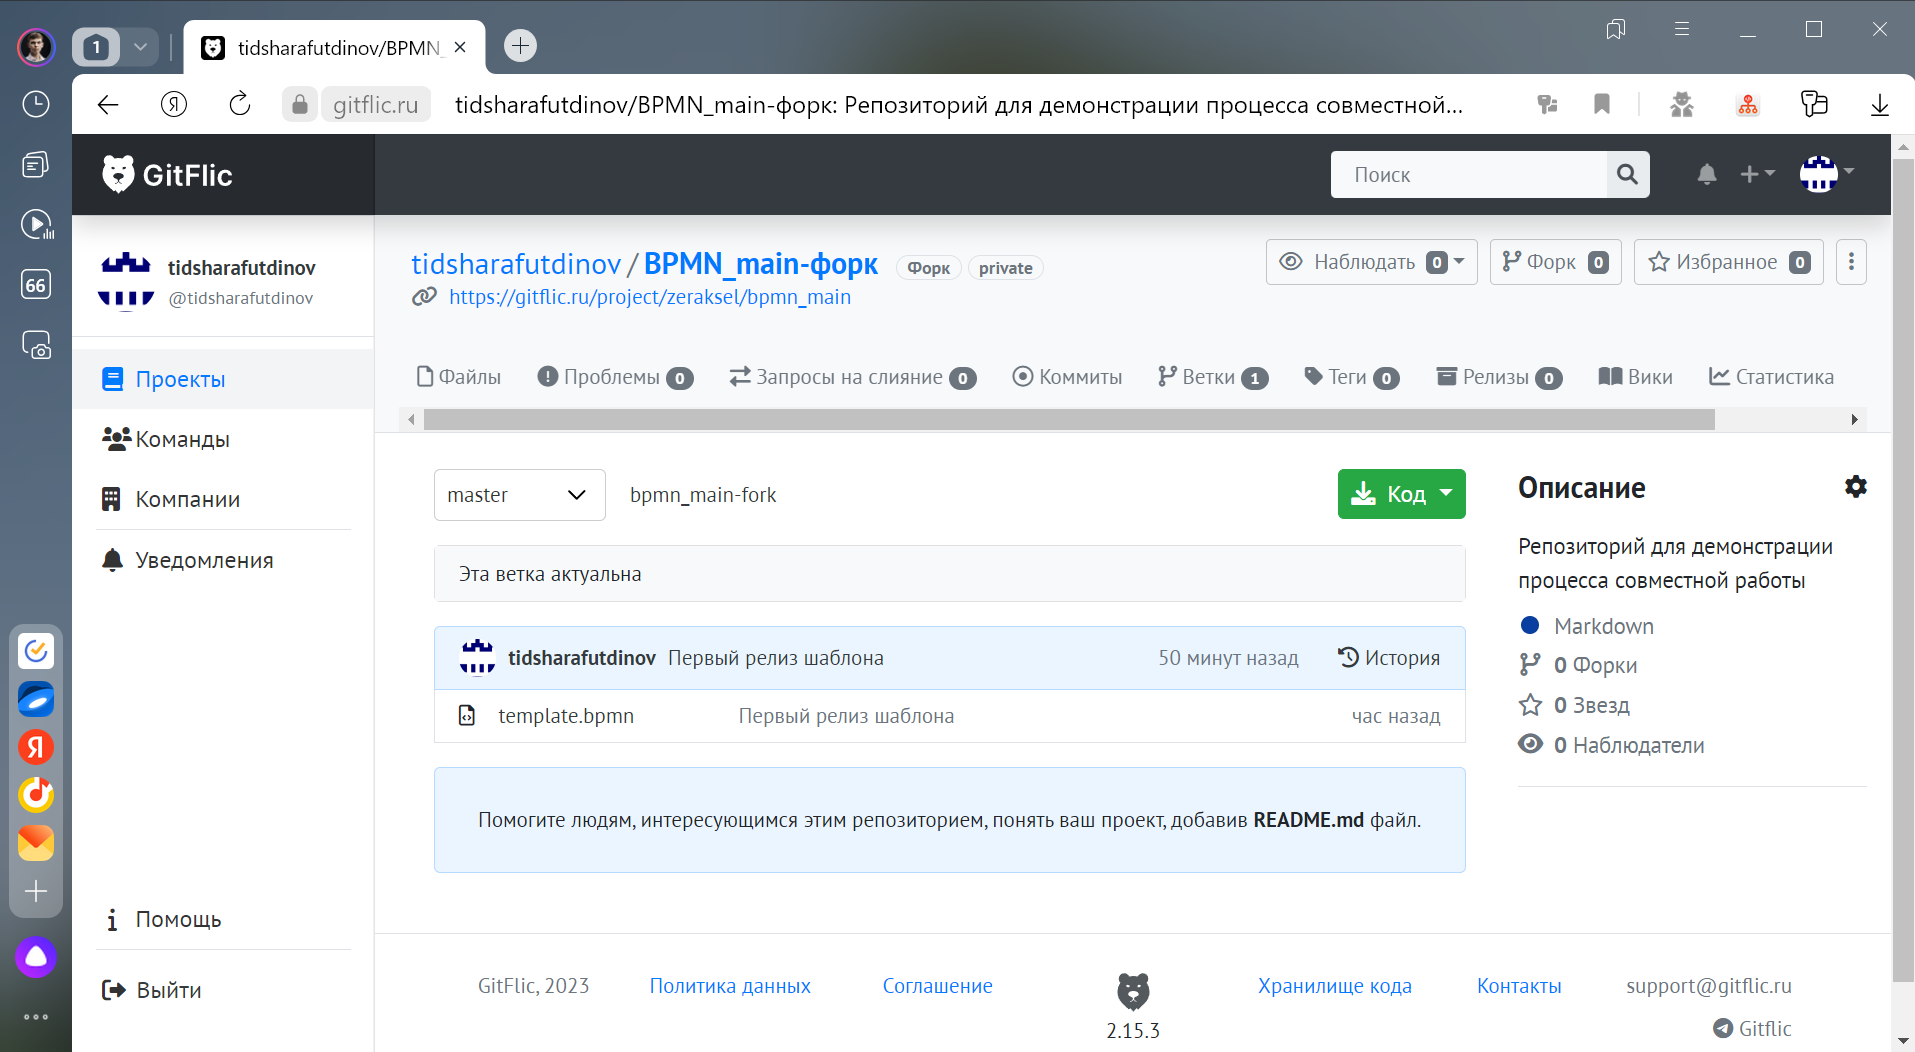 1
tidsharafutdinov/BPMN_
gitflic.ru
tidsharafutdinov/BPMN_main-форк: Репозиторий для демонстрации процесса совместной...
GitFlic
Поиск
tidsharafutdinov
@tidsharafutdinov
66
tidsharafutdinov / BPMN_main-форк Форк private
Наблюдать 0
Форк 0
Избранное 0
https://gitflic.ru/project/zeraksel/bpmn_main
Проекты
Команды
Компании
Уведомления
Помощь
Выйти
Файлы
Проблемы 0
Запросы на слияние 0
Коммиты
Ветки 1
Теги 0
Релизы 0
Вики
Статистика
master
bpmn_main-fork
Код
Эта ветка актуальна
tidsharafutdinov Первый релиз шаблона 50 минут назад История
template.bpmn Первый релиз шаблона час назад
Помогите людям, интересующимся этим репозиторием, понять ваш проект, добавив README.md файл.
Описание
Репозиторий для демонстрации
процесса совместной работы
Markdown
0 Форки
0 Звезд
0 Наблюдатели
Я
GitFlic, 2023
Политика данных
Соглашение
2.15.3
Хранилище кода
Контакты
support@gitflic.ru
Gitflic